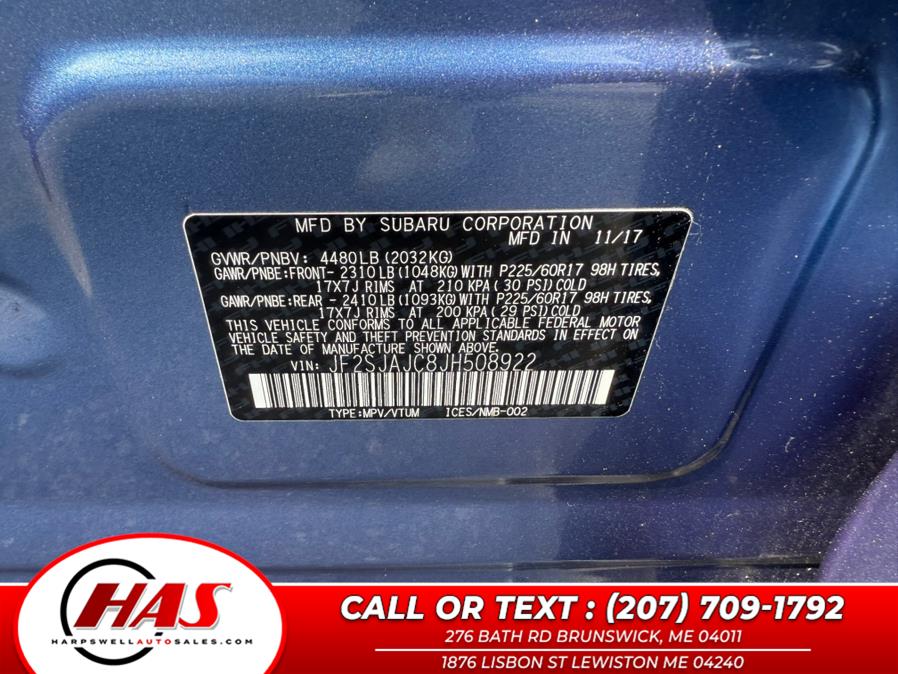 MFD BY SUBARU CORPORATION
MFD IN 11/17
GVWR/PNBV: 4480LB (2032KG)
GAWR/PNBE:FRONT- 2310LB(1048KG)WITH P225/60R17 98H TIRES,
17X7J RIMS AT 210 KPA (30 PSI)COLD
GAWR/PNBE:REAR - 2410LB(1093KG)WITH P225/60R17 98H TIRES,
17X7J RIMS AT 200 KPA (29 PSI)COLD
THIS VEHICLE CONFORMS TO ALL APPLICABLE FEDERAL MOTOR
VEHICLE SAFETY AND THEFT PREVENTION STANDARDS IN EFFECT ON
THE DATE OF MANUFACTURE SHOWN ABOVE.
VIN: JF2SJAJC8JH508922
TYPE:MPV/VTUM ICES/NMB-002
HAS
HARPSWELLAUTOSALES.COM
CALL OR TEXT : (207) 709-1792
276 BATH RD BRUNSWICK, ME 04011
1876 LISBON ST LEWISTON ME 04240